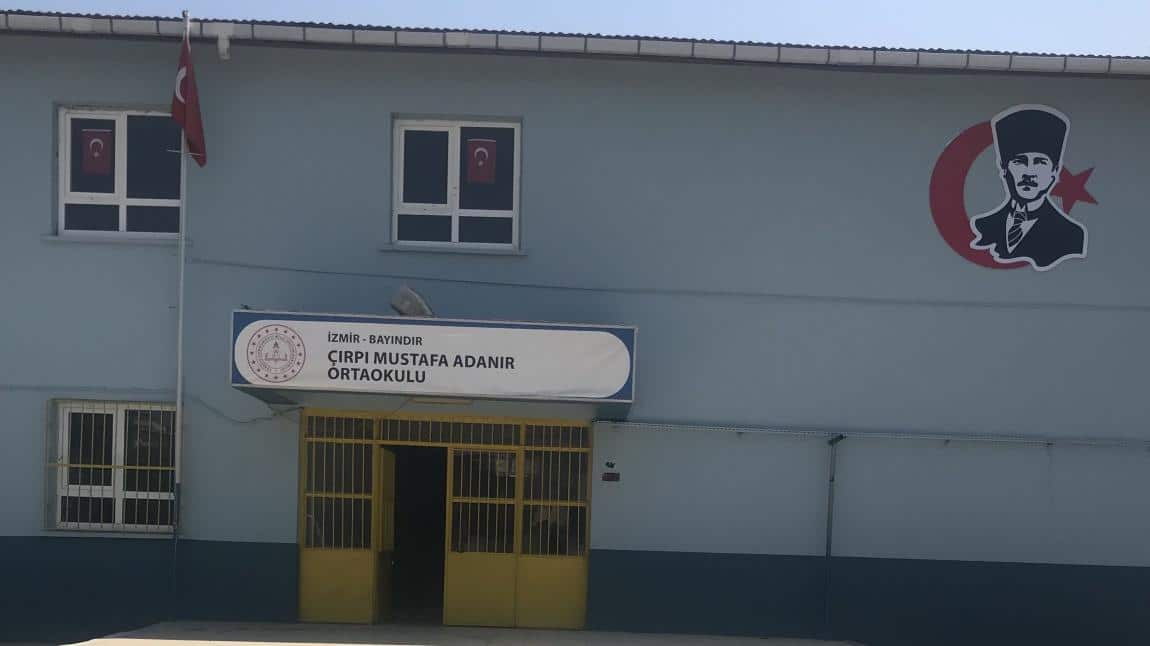 İZMİR - BAYINDIR
ÇIRPI MUSTAFA ADANIR
ORTAOKULU